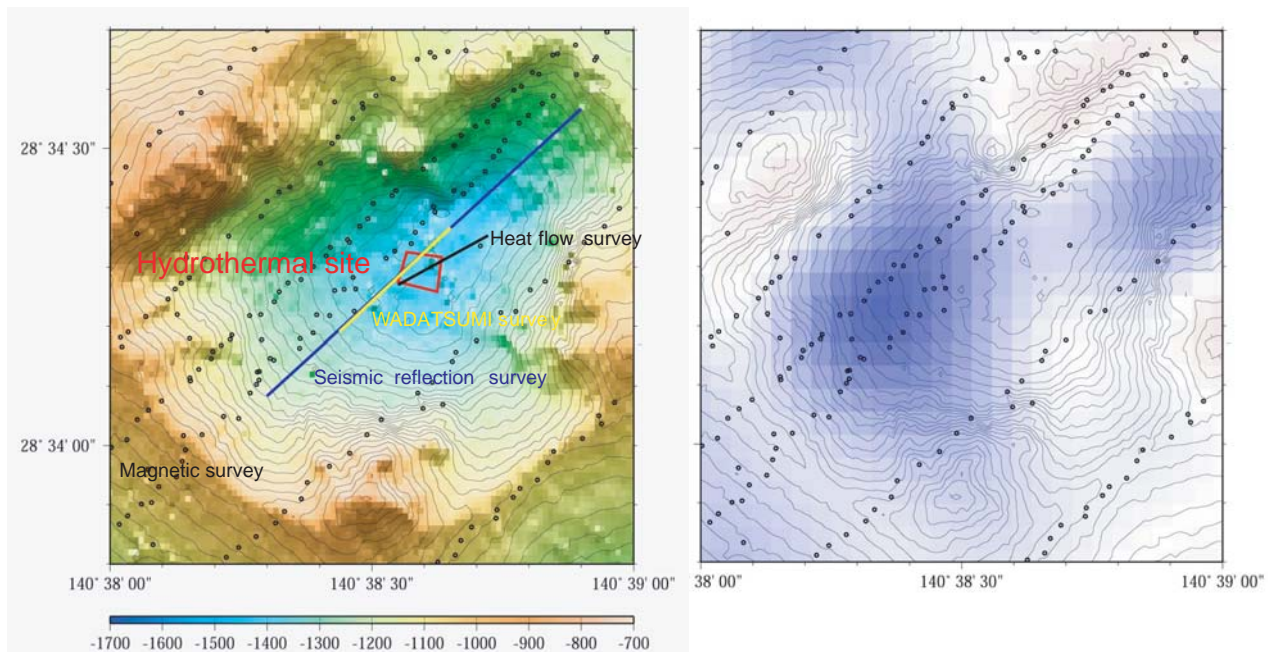 28° 34' 30"
Heat flow survey
Hydrothermal site
WADATSUMI survey
Seismic reflection survey
28° 34' 00"
Magnetic survey
140° 38' 00" 140° 38' 30" 140° 39' 00"
38' 00" 140° 38' 30" 140° 39' 00"
-1700 -1600 -1500 -1400 -1300 -1200 -1100 -1000 -900 -800 -700